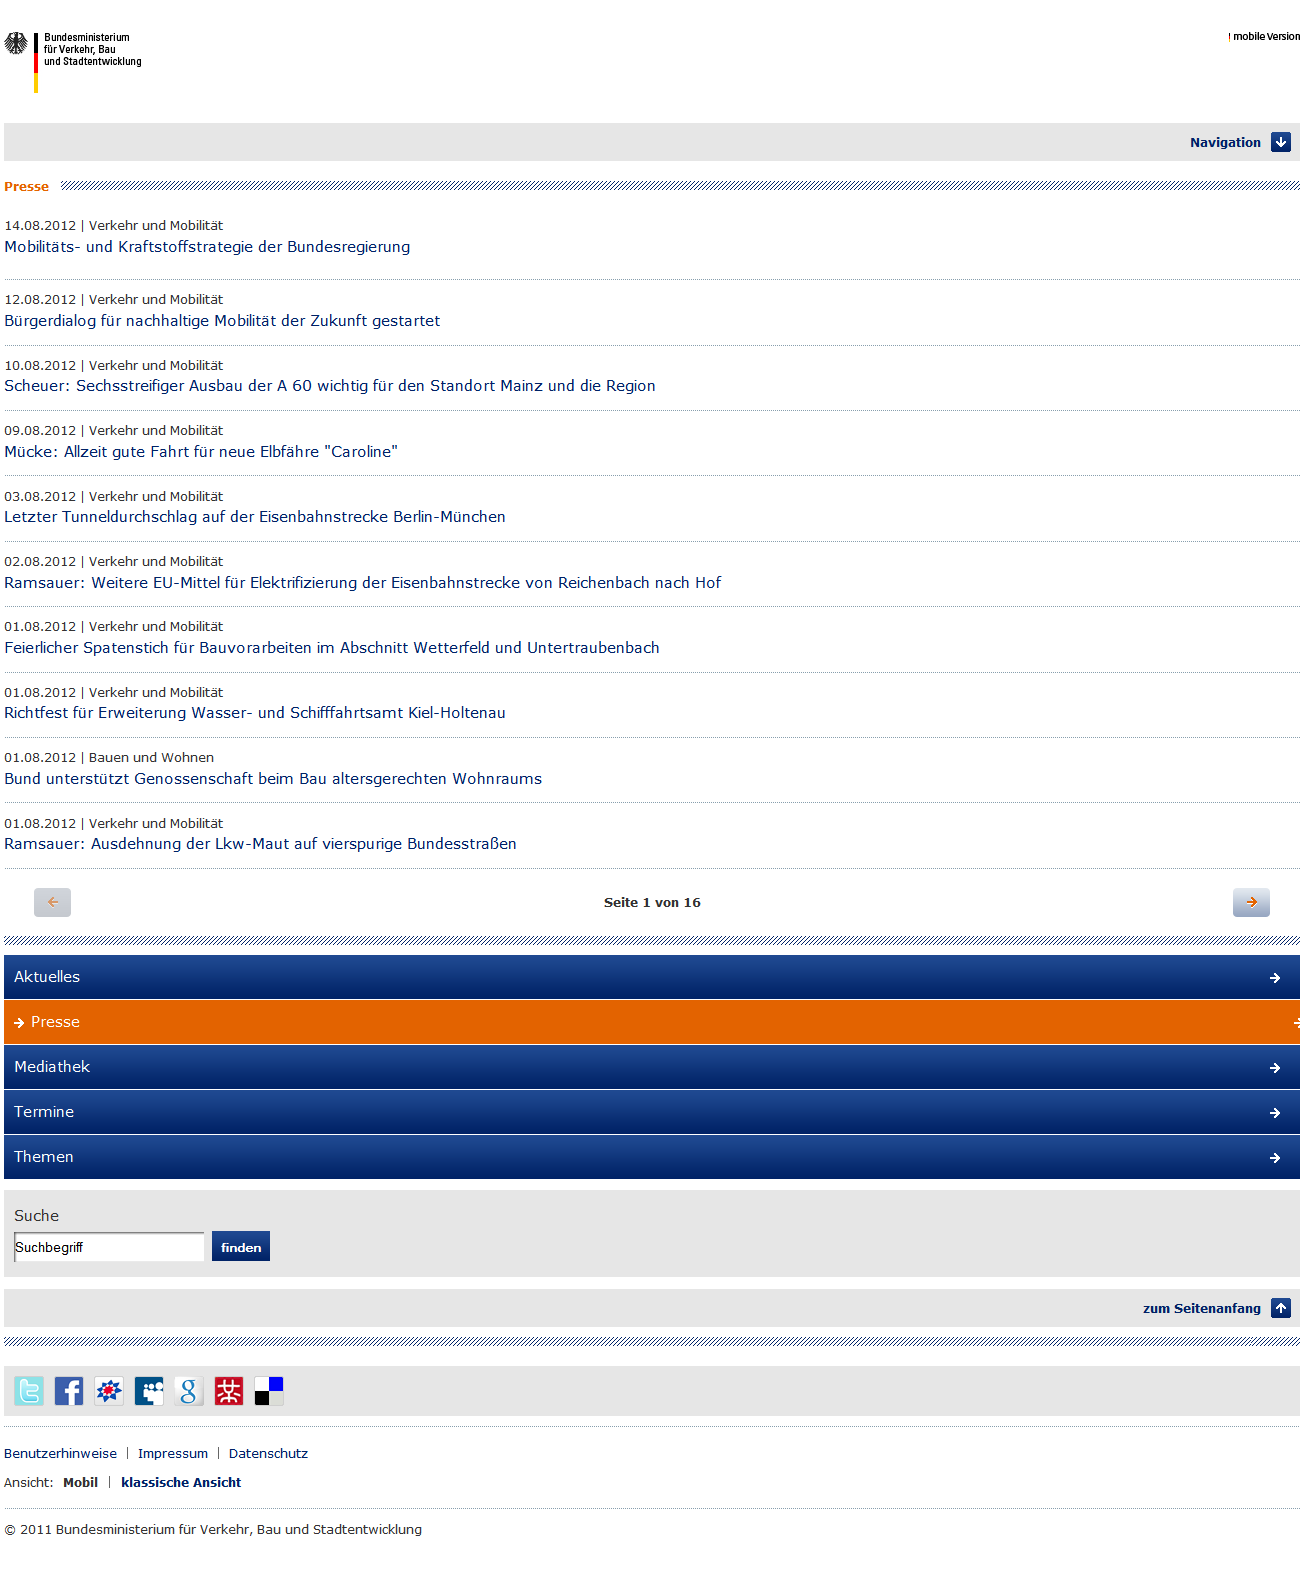 Bundesministerium
für Verkehr, Bau
und Stadtentwicklung
mobile Version
Navigation
Presse
14.08.2012 | Verkehr und Mobilität
Mobilitäts- und Kraftstoffstrategie der Bundesregierung
12.08.2012 | Verkehr und Mobilität
Bürgerdialog für nachhaltige Mobilität der Zukunft gestartet
10.08.2012 | Verkehr und Mobilität
Scheuer: Sechsstreifiger Ausbau der A 60 wichtig für den Standort Mainz und die Region
09.08.2012 | Verkehr und Mobilität
Mücke: Allzeit gute Fahrt für neue Elbfähre "Caroline"
03.08.2012 | Verkehr und Mobilität
Letzter Tunneldurchschlag auf der Eisenbahnstrecke Berlin-München
02.08.2012 | Verkehr und Mobilität
Ramsauer: Weitere EU-Mittel für Elektrifizierung der Eisenbahnstrecke von Reichenbach nach Hof
01.08.2012 | Verkehr und Mobilität
Feierlicher Spatenstich für Bauvorarbeiten im Abschnitt Wetterfeld und Untertraubenbach
01.08.2012 | Verkehr und Mobilität
Richtfest für Erweiterung Wasser- und Schifffahrtsamt Kiel-Holtenau
01.08.2012 | Bauen und Wohnen
Bund unterstützt Genossenschaft beim Bau altersgerechten Wohnraums
01.08.2012 | Verkehr und Mobilität
Ramsauer: Ausdehnung der Lkw-Maut auf vierspurige Bundesstraßen
Seite 1 von 16
Aktuelles
Presse
Mediathek
Termine
Themen
Suche
Suchbegriff finden
zum Seitenanfang
Benutzerhinweise | Impressum | Datenschutz
Ansicht: Mobil | klassische Ansicht
© 2011 Bundesministerium für Verkehr, Bau und Stadtentwicklung